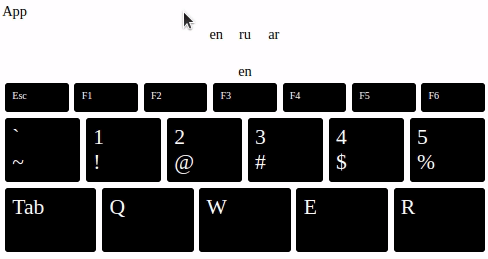 App
en ru ar
en
Esc F1 F2 F3 F4 F5 F6
` 1 2 3 4 5
~ ! @ # $ %
Tab Q W E R